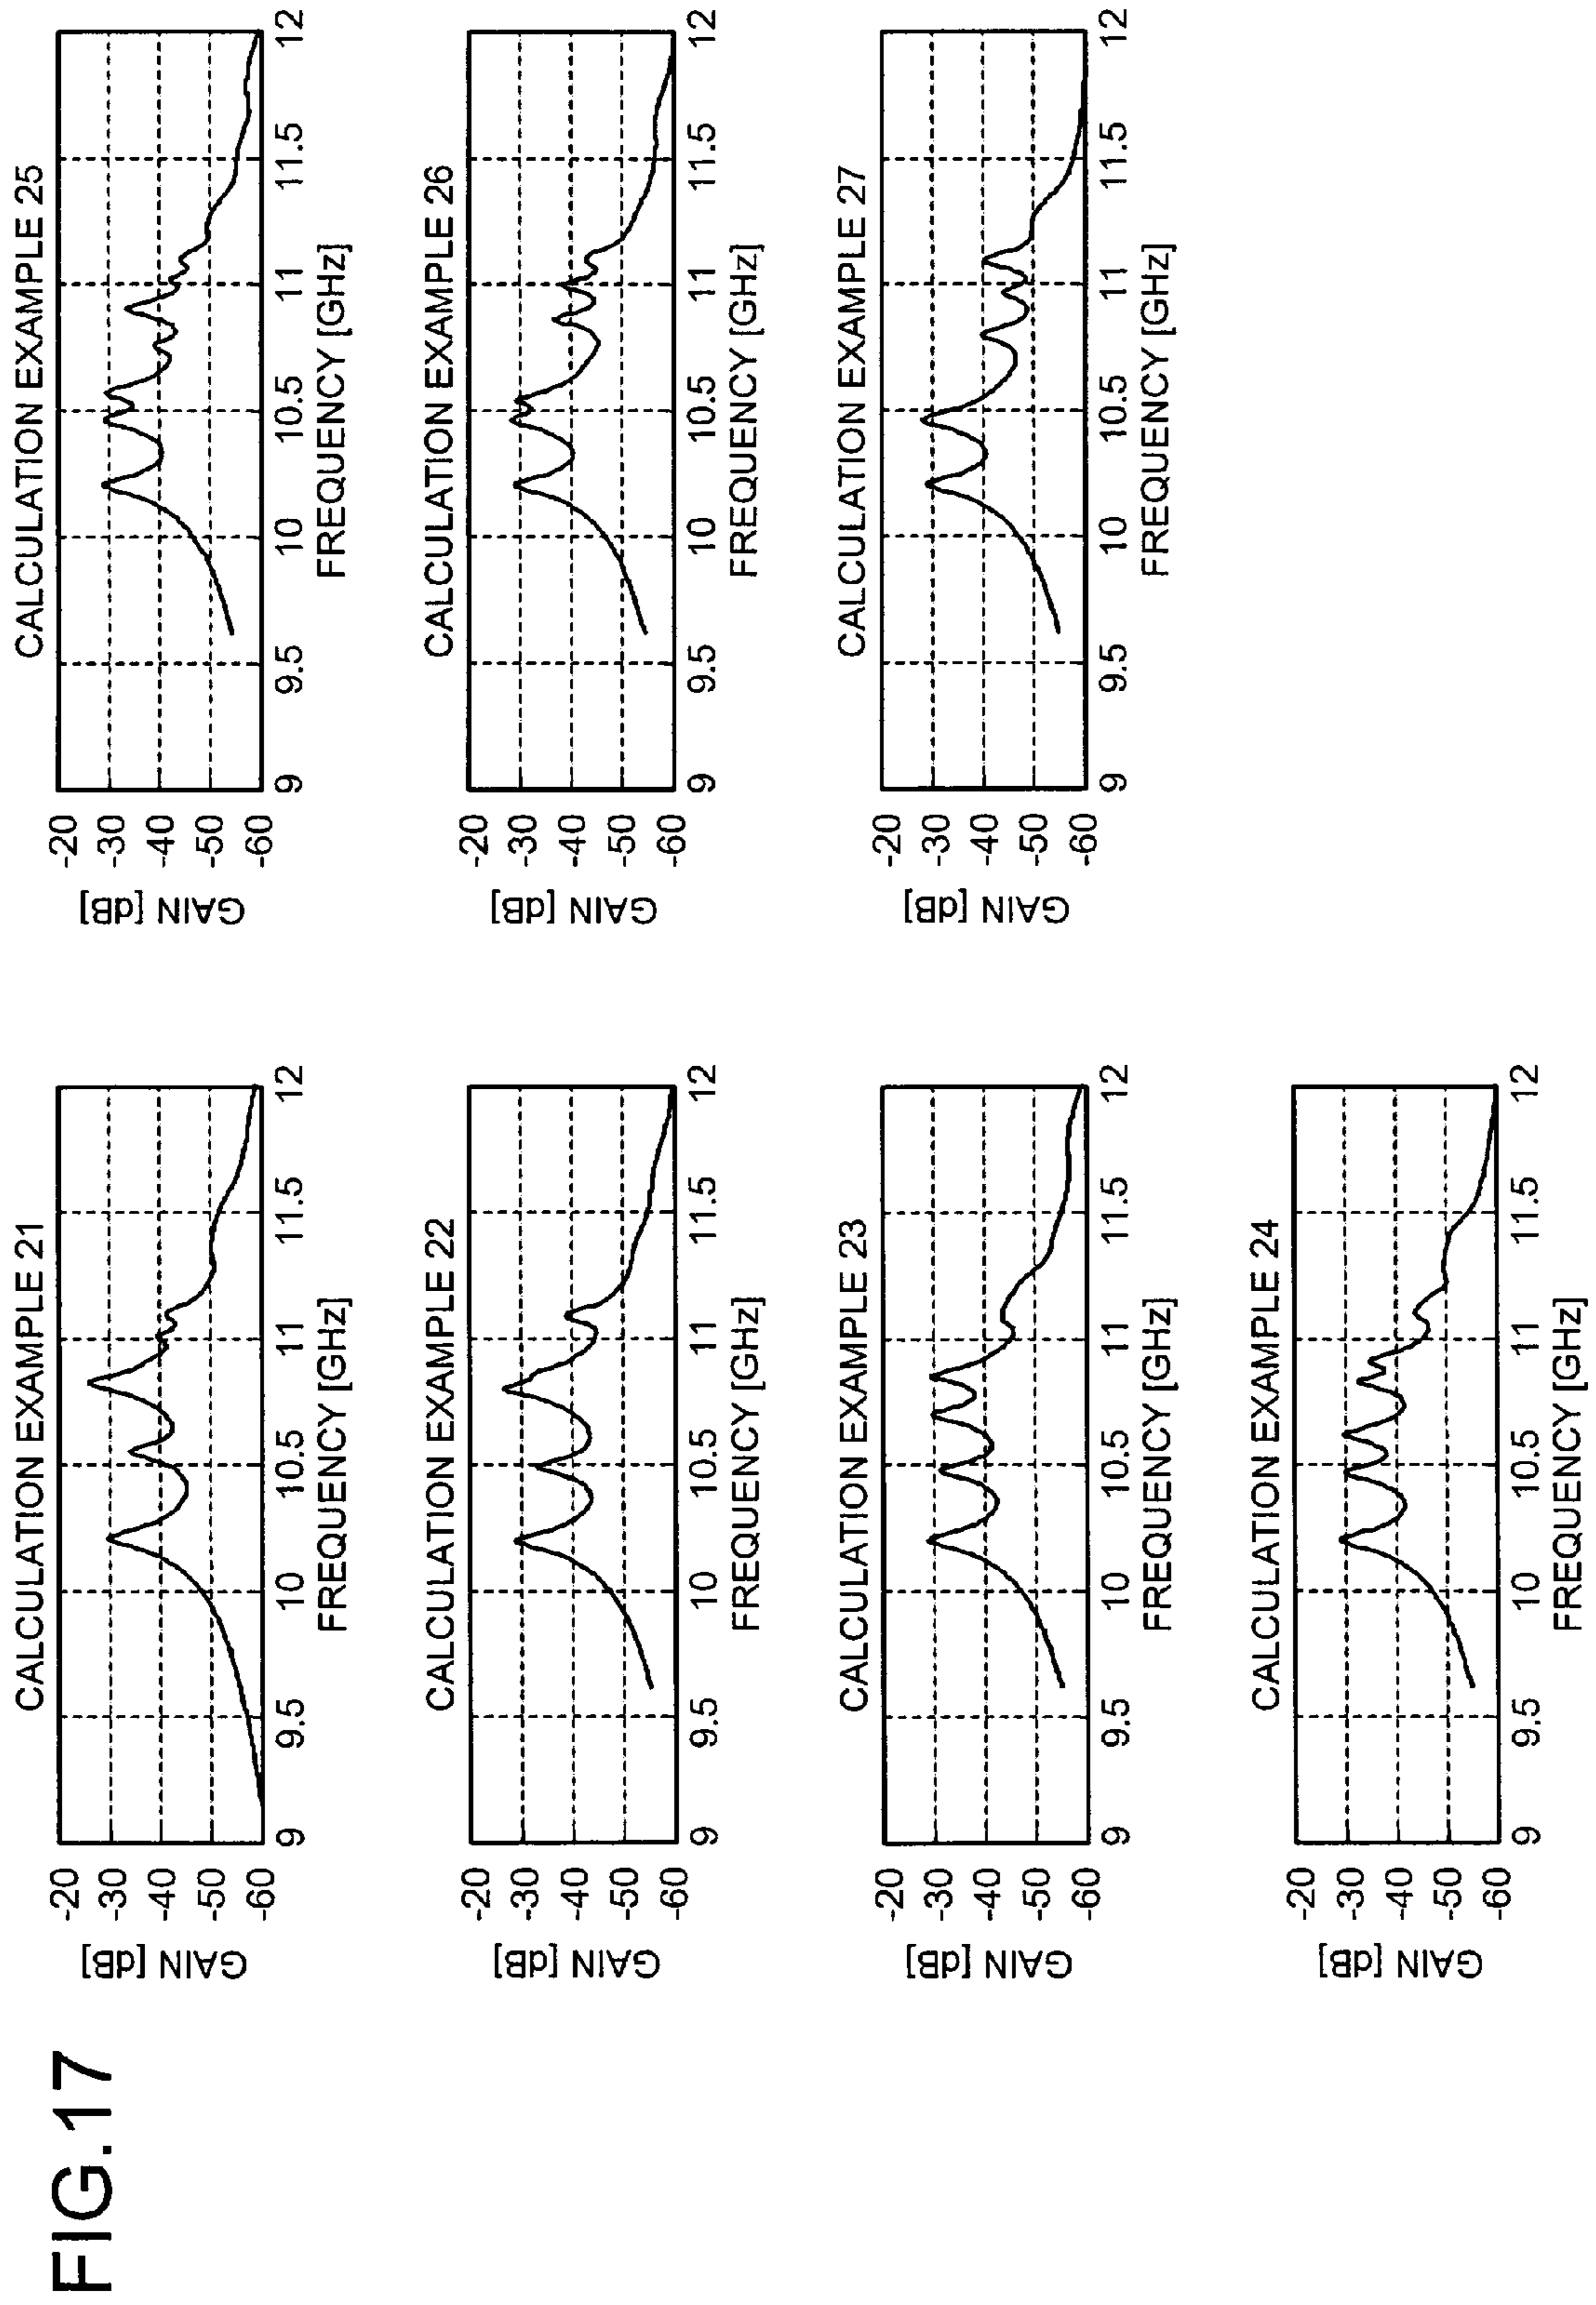 FIG.17
CALCULATION EXAMPLE 21
GAIN [dB]
-20
-30
-40
-50
-60
9 9.5 10 10.5 11 11.5 12
FREQUENCY [GHz]
CALCULATION EXAMPLE 22
GAIN [dB]
-20
-30
-40
-50
-60
9 9.5 10 10.5 11 11.5 12
FREQUENCY [GHz]
CALCULATION EXAMPLE 23
GAIN [dB]
-20
-30
-40
-50
-60
9 9.5 10 10.5 11 11.5 12
FREQUENCY [GHz]
CALCULATION EXAMPLE 24
GAIN [dB]
-20
-30
-40
-50
-60
9 9.5 10 10.5 11 11.5 12
FREQUENCY [GHz]
CALCULATION EXAMPLE 25
GAIN [dB]
-20
-30
-40
-50
-60
9 9.5 10 10.5 11 11.5 12
FREQUENCY [GHz]
CALCULATION EXAMPLE 26
GAIN [dB]
-20
-30
-40
-50
-60
9 9.5 10 10.5 11 11.5 12
FREQUENCY [GHz]
CALCULATION EXAMPLE 27
GAIN [dB]
-20
-30
-40
-50
-60
9 9.5 10 10.5 11 11.5 12
FREQUENCY [GHz]